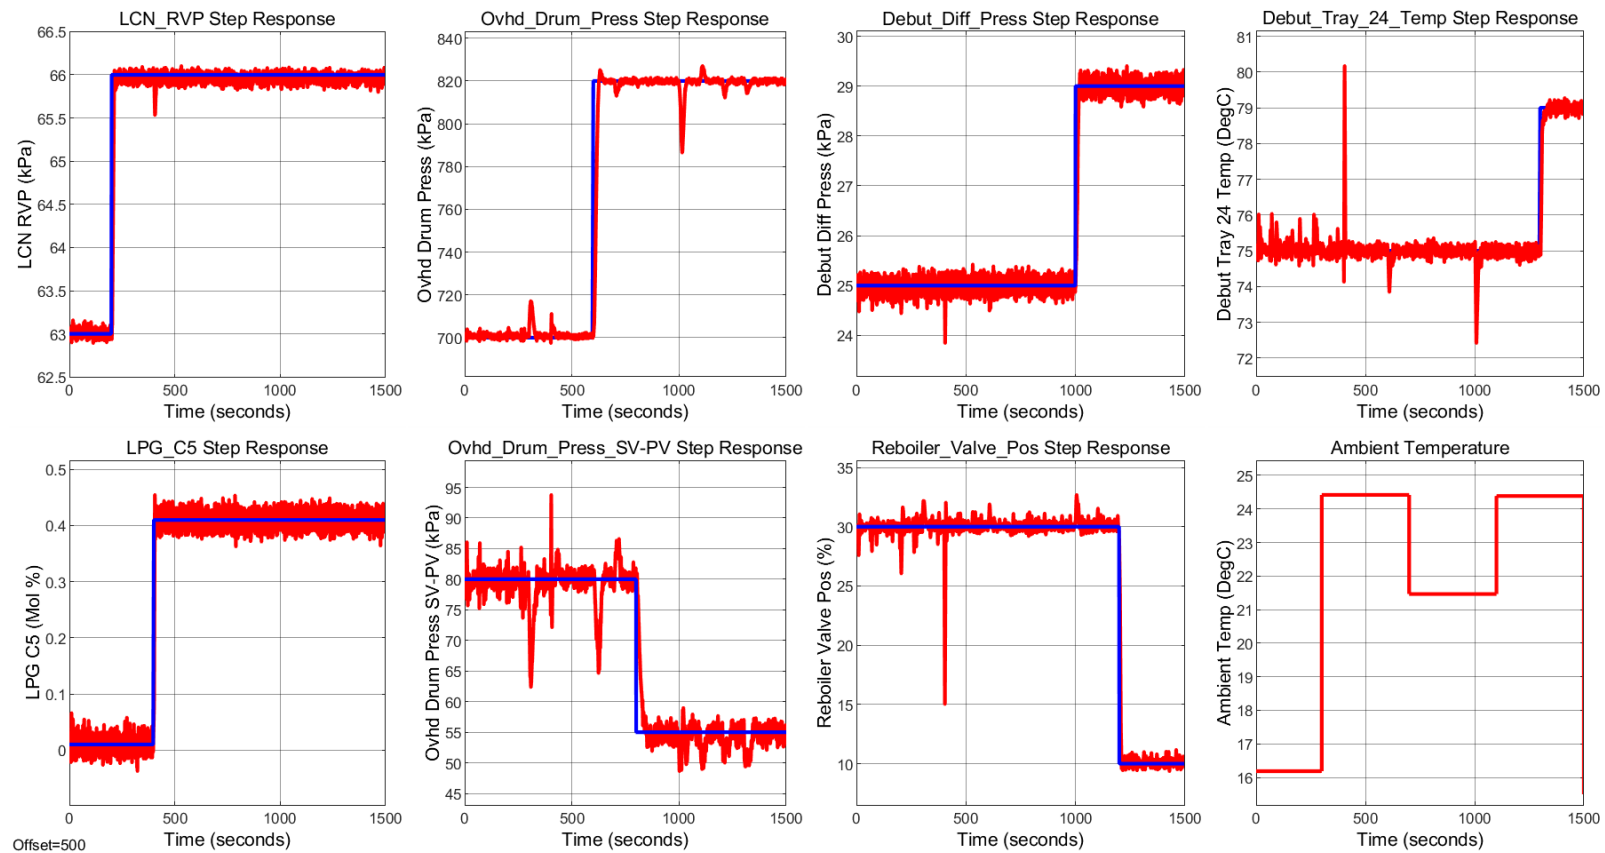 LCN_RVP Step Response
66.5
66
65.5
65
64.5
64
63.5
63
62.5
LCN RVP (kPa)
0 500 1000 1500
Time (seconds)
Ovhd_Drum_Press Step Response
840
820
800
780
760
740
720
700
Ovhd Drum Press (kPa)
0 500 1000 1500
Time (seconds)
Debut_Diff_Press Step Response
30
29
28
27
26
25
24
Debut Diff Press (kPa)
0 500 1000 1500
Time (seconds)
Debut_Tray_24_Temp Step Response
81
80
79
78
77
76
75
74
73
72
Debut Tray 24 Temp (DegC)
0 500 1000 1500
Time (seconds)
LPG_C5 Step Response
0.5
0.4
0.3
0.2
0.1
0
LPG C5 (Mol %)
0 500 1000 1500
Time (seconds)
Ovhd_Drum_Press_SV-PV Step Response
95
90
85
80
75
70
65
60
55
50
45
Ovhd Drum Press SV-PV (kPa)
0 500 1000 1500
Time (seconds)
Reboiler_Valve_Pos Step Response
35
30
25
20
15
10
Reboiler Valve Pos (%)
0 500 1000 1500
Time (seconds)
Ambient Temperature
25
24
23
22
21
20
19
18
17
16
Ambient Temp (DegC)
0 500 1000 1500
Time (seconds)
Offset=500